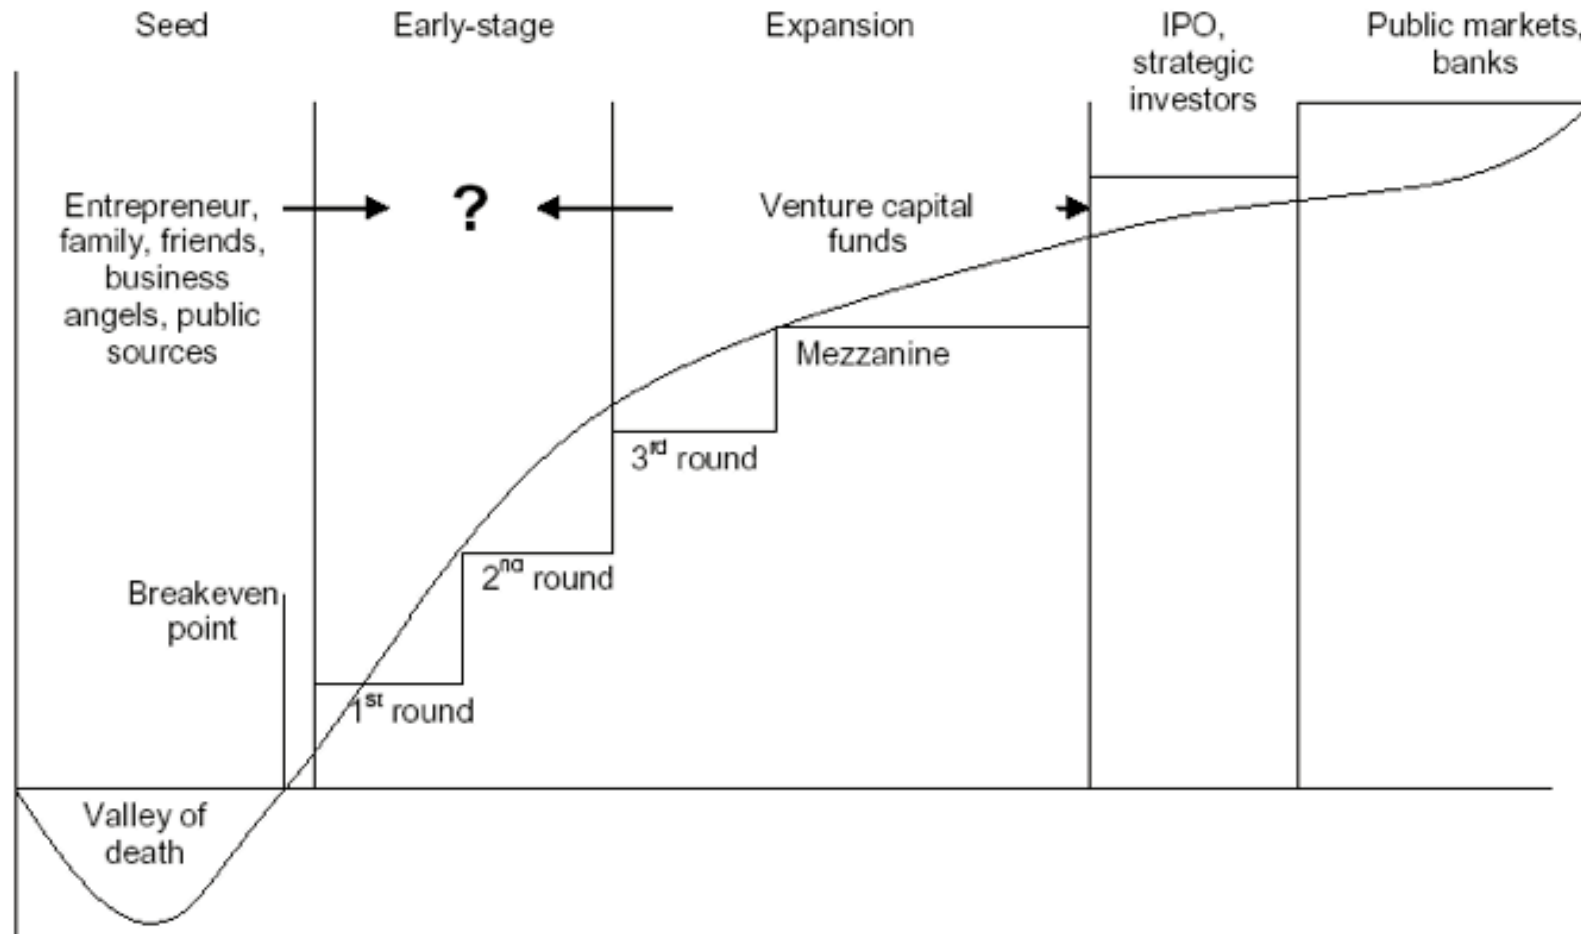 Seed
Early-stage
Expansion
IPO,
strategic
investors
Public markets,
banks
Entrepreneur,
family, friends,
business
angels, public
sources
?
Venture capital
funds
Mezzanine
3rd round
2nd round
1st round
Breakeven
point
Valley of
death